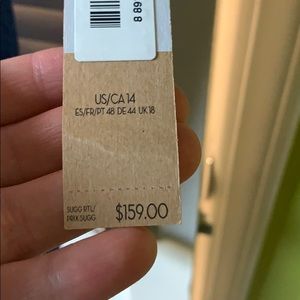 8 89
US/CA 14
ES/FR/PT 48 DE 44 UK 18
SUGG RTL/
PRIX SUGG $159.00